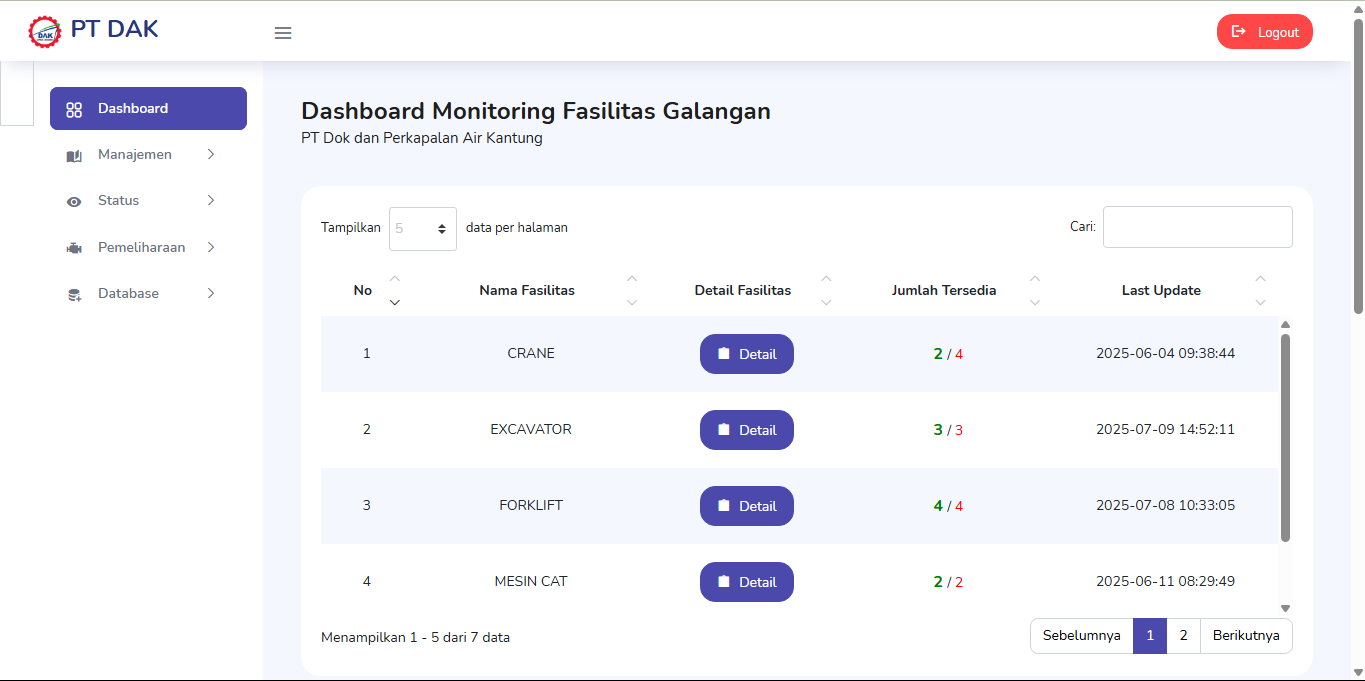 DAK PT DAK
Logout
Dashboard
Manajemen
Status
Pemeliharaan
Database
Dashboard Monitoring Fasilitas Galangan
PT Dok dan Perkapalan Air Kantung
Tampilkan 5 data per halaman Cari:
No Nama Fasilitas Detail Fasilitas Jumlah Tersedia Last Update
1 CRANE Detail 2 / 4 2025-06-04 09:38:44
2 EXCAVATOR Detail 3 / 3 2025-07-09 14:52:11
3 FORKLIFT Detail 4 / 4 2025-07-08 10:33:05
4 MESIN CAT Detail 2 / 2 2025-06-11 08:29:49
Menampilkan 1 - 5 dari 7 data Sebelumnya 1 2 Berikutnya